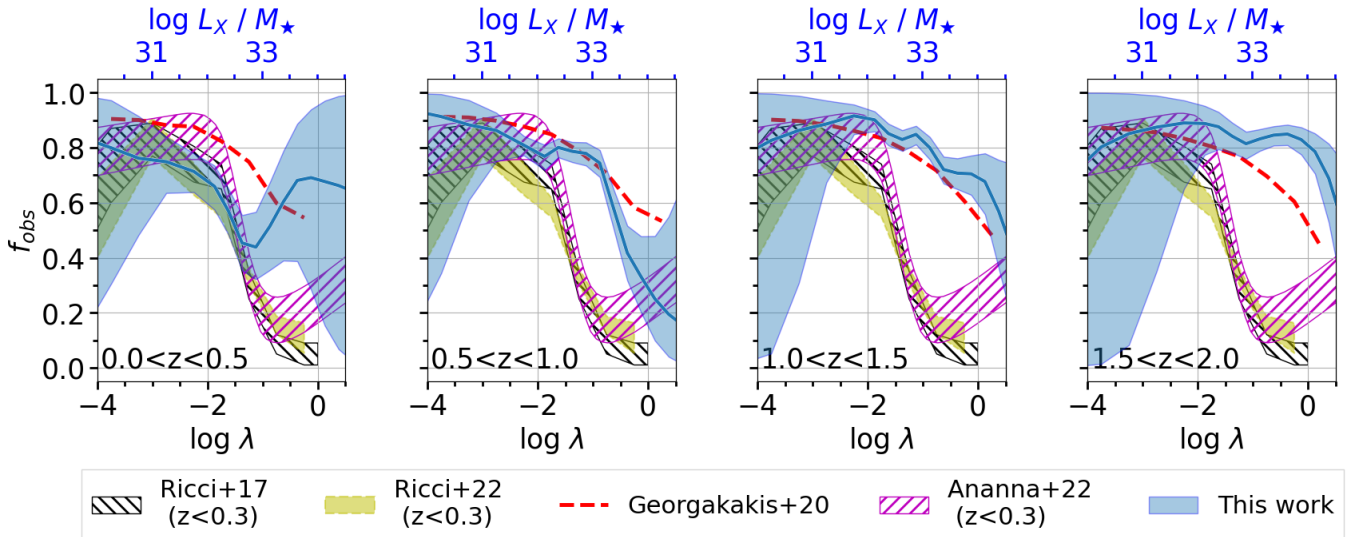 log L_X / M_★ log L_X / M_★ log L_X / M_★ log L_X / M_★
31 33 31 33 31 33 31 33
1.0
0.8
0.6
0.4
0.2
0.0
f_obs
0.0<z<0.5 0.5<z<1.0 1.0<z<1.5 1.5<z<2.0
−4 −2 0 −4 −2 0 −4 −2 0 −4 −2 0
log λ log λ log λ log λ
Ricci+17 (z<0.3)
Ricci+22 (z<0.3)
Georgakakis+20
Ananna+22 (z<0.3)
This work